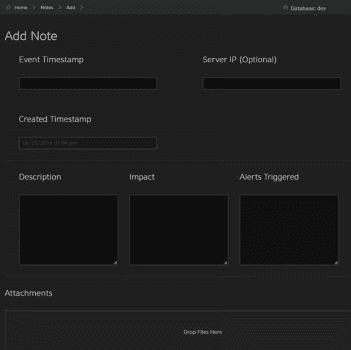 Home > Notes > Add >
Database: dev
Add Note
Event Timestamp
Server IP (Optional)
Created Timestamp
Description
Impact
Alerts Triggered
Attachments
Drop Files Here